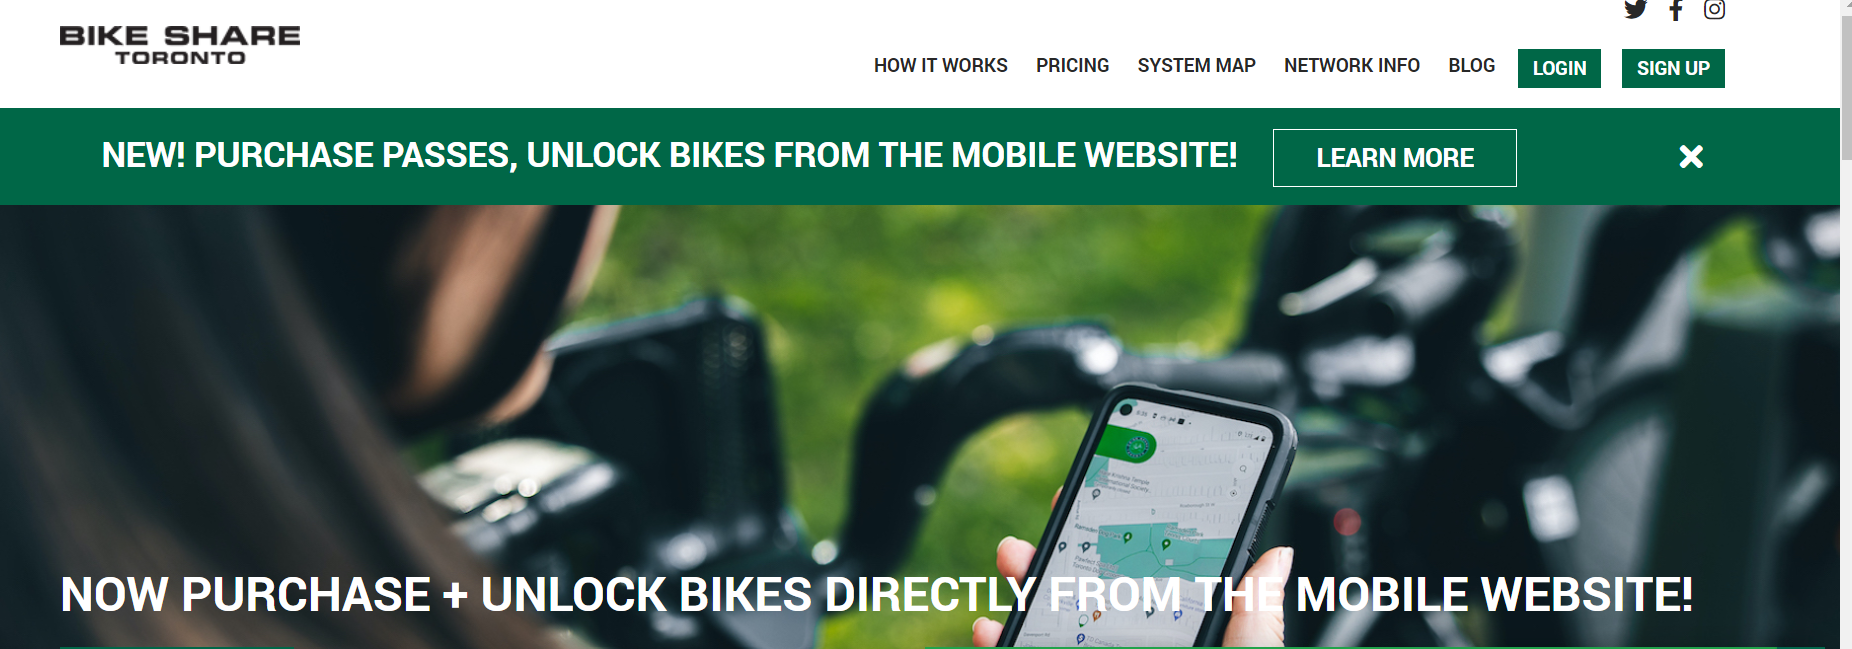 BIKE SHARE
TORONTO
HOW IT WORKS PRICING SYSTEM MAP NETWORK INFO BLOG LOGIN SIGN UP
NEW! PURCHASE PASSES, UNLOCK BIKES FROM THE MOBILE WEBSITE! LEARN MORE
NOW PURCHASE + UNLOCK BIKES DIRECTLY FROM THE MOBILE WEBSITE!